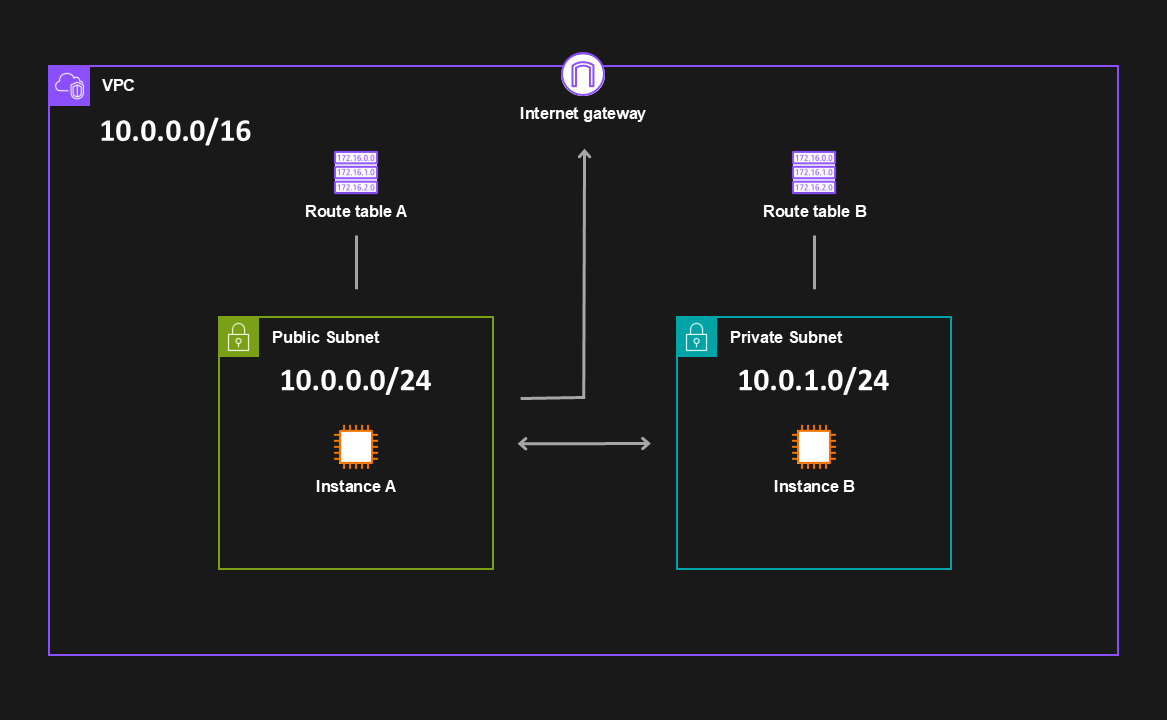 VPC
10.0.0.0/16
Internet gateway
172.16.0.0
172.16.1.0
172.16.2.0
Route table A
172.16.0.0
172.16.1.0
172.16.2.0
Route table B
Public Subnet
10.0.0.0/24
Instance A
Private Subnet
10.0.1.0/24
Instance B